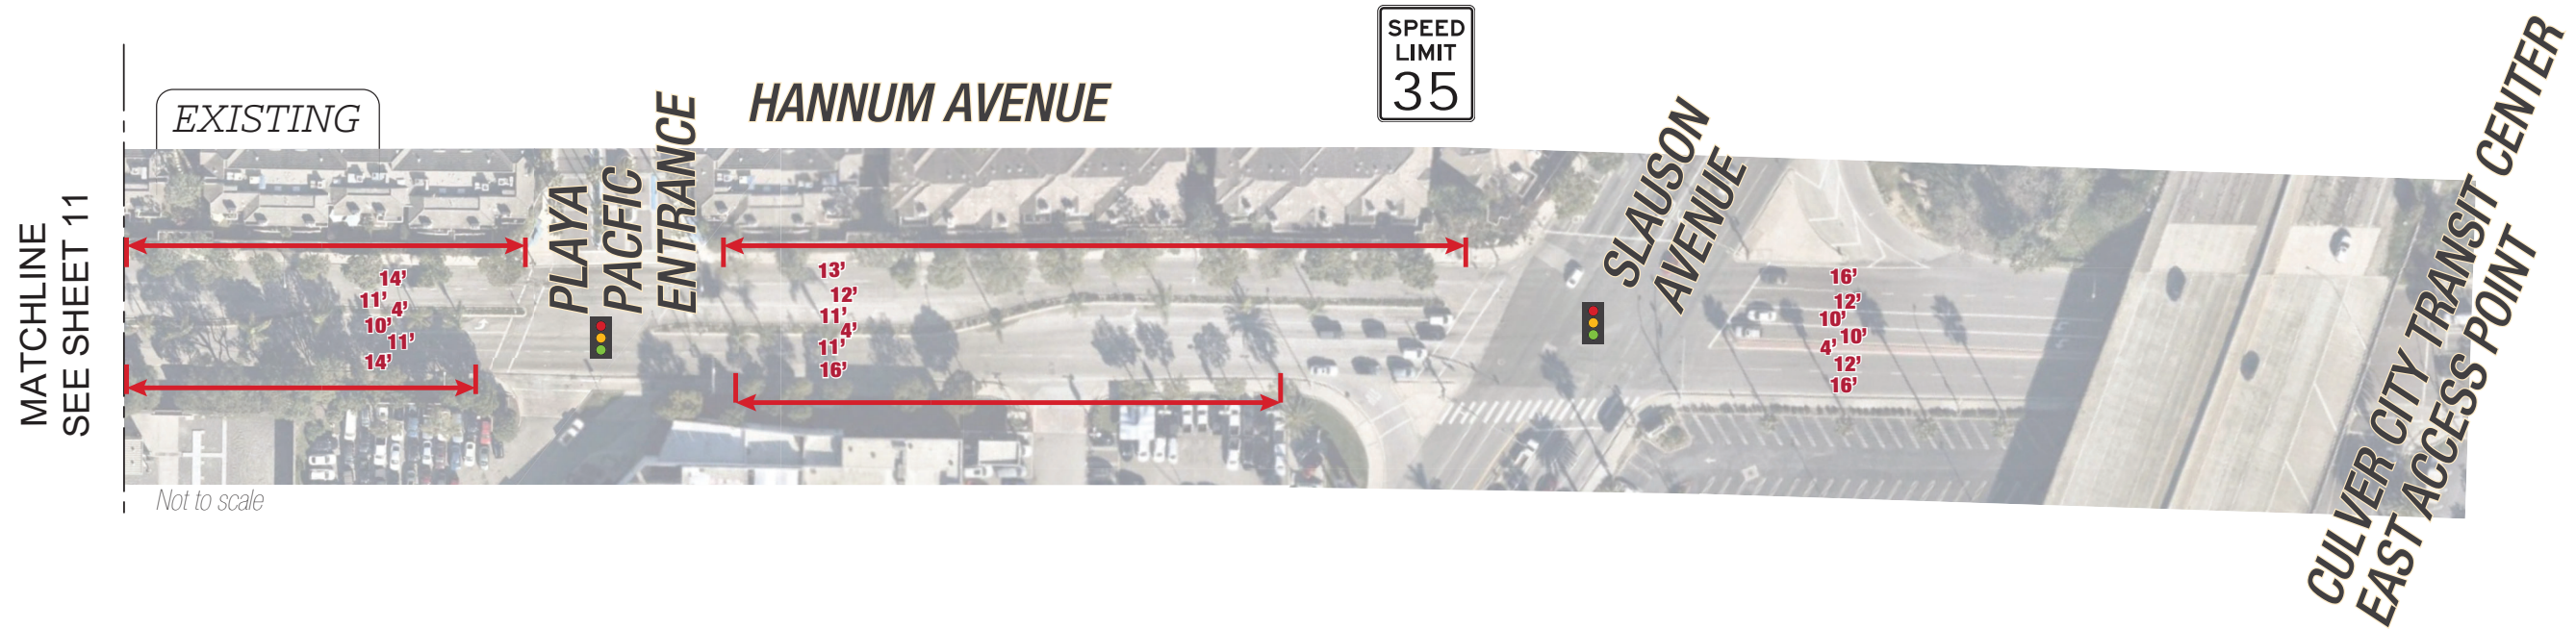 SPEED
LIMIT
35
HANNUM AVENUE
EXISTING
MATCHLINE
SEE SHEET 11
PLAYA
PACFIC
ENTRANCE
SLAUSON
AVENUE
CULVER CITY TRANSIT CENTER
EAST ACCESS POINT
14’
11’
4’
10’
11’
14’
13’
12’
11’
4’
11’
16’
16’
12’
10’
10’
4’
12’
16’
Not to scale